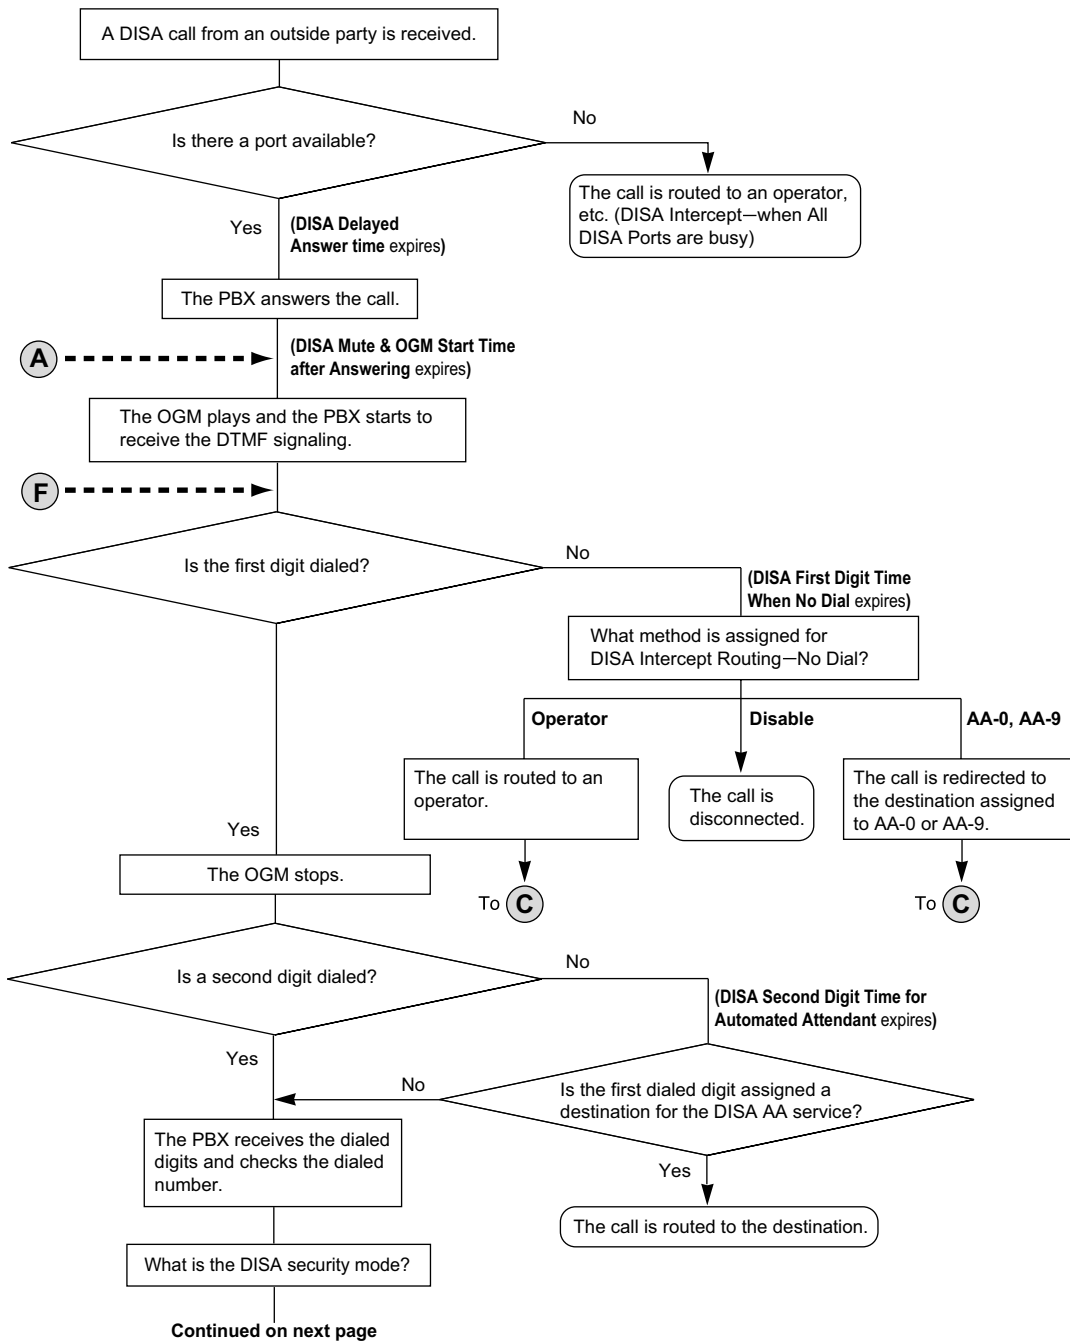 A DISA call from an outside party is received.
Is there a port available?
No
The call is routed to an operator,
etc. (DISA Intercept—when All
DISA Ports are busy)
Yes
(DISA Delayed
Answer time expires)
The PBX answers the call.
A
(DISA Mute & OGM Start Time
after Answering expires)
The OGM plays and the PBX starts to
receive the DTMF signaling.
F
Is the first digit dialed?
No
(DISA First Digit Time
When No Dial expires)
What method is assigned for
DISA Intercept Routing—No Dial?
Operator
Disable
AA-0, AA-9
The call is routed to an
operator.
The call is
disconnected.
The call is redirected to
the destination assigned
to AA-0 or AA-9.
To C
To C
Yes
The OGM stops.
Is a second digit dialed?
No
(DISA Second Digit Time for
Automated Attendant expires)
Yes
No
Is the first dialed digit assigned a
destination for the DISA AA service?
The PBX receives the dialed
digits and checks the dialed
number.
Yes
The call is routed to the destination.
What is the DISA security mode?
Continued on next page